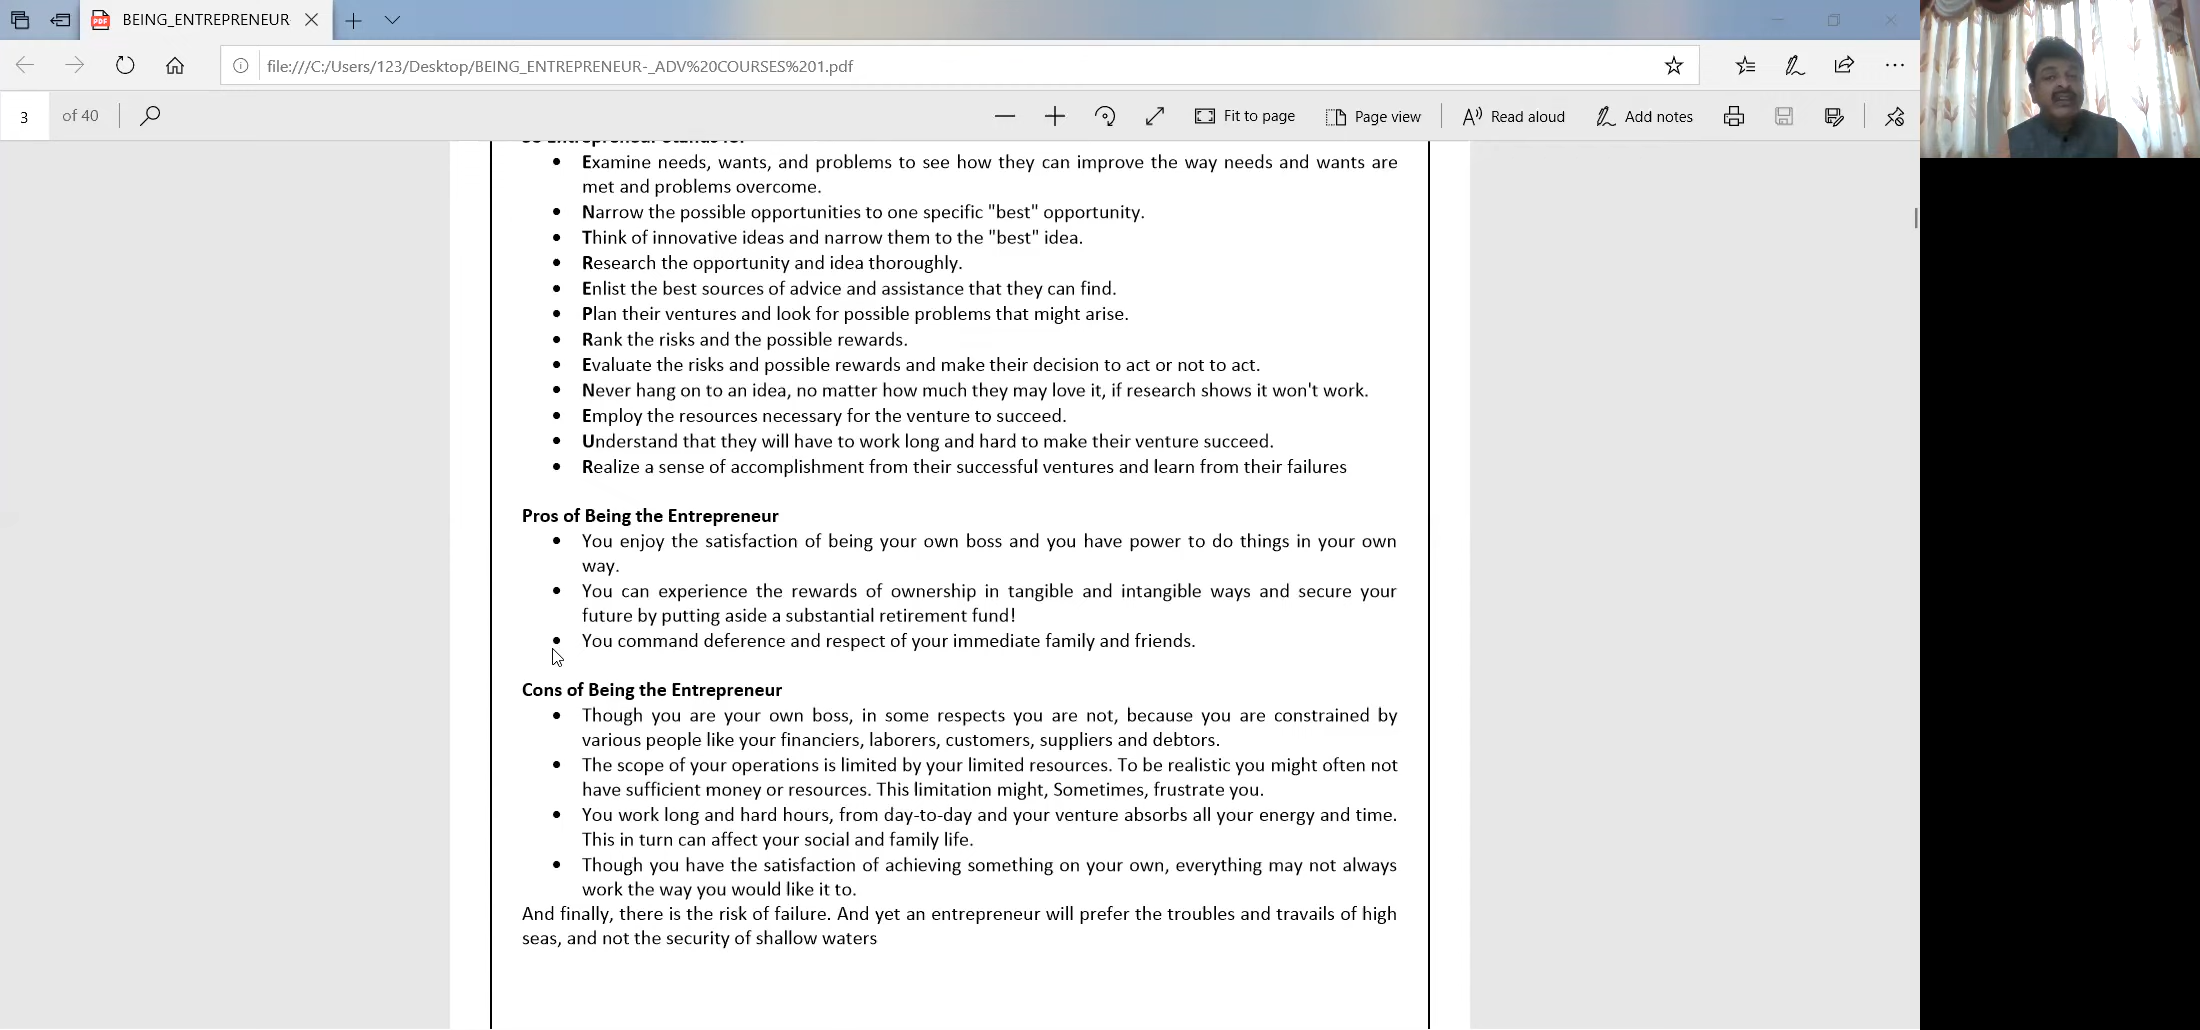 BEING_ENTREPRENEUR
file:///C:/Users/123/Desktop/BEING_ENTREPRENEUR-_ADV%20COURSES%201.pdf
3 of 40
Fit to page
Page view
Read aloud
Add notes
• Examine needs, wants, and problems to see how they can improve the way needs and wants are
met and problems overcome.
• Narrow the possible opportunities to one specific "best" opportunity.
• Think of innovative ideas and narrow them to the "best" idea.
• Research the opportunity and idea thoroughly.
• Enlist the best sources of advice and assistance that they can find.
• Plan their ventures and look for possible problems that might arise.
• Rank the risks and the possible rewards.
• Evaluate the risks and possible rewards and make their decision to act or not to act.
• Never hang on to an idea, no matter how much they may love it, if research shows it won't work.
• Employ the resources necessary for the venture to succeed.
• Understand that they will have to work long and hard to make their venture succeed.
• Realize a sense of accomplishment from their successful ventures and learn from their failures
Pros of Being the Entrepreneur
• You enjoy the satisfaction of being your own boss and you have power to do things in your own
way.
• You can experience the rewards of ownership in tangible and intangible ways and secure your
future by putting aside a substantial retirement fund!
• You command deference and respect of your immediate family and friends.
Cons of Being the Entrepreneur
• Though you are your own boss, in some respects you are not, because you are constrained by
various people like your financiers, laborers, customers, suppliers and debtors.
• The scope of your operations is limited by your limited resources. To be realistic you might often not
have sufficient money or resources. This limitation might, Sometimes, frustrate you.
• You work long and hard hours, from day-to-day and your venture absorbs all your energy and time.
This in turn can affect your social and family life.
• Though you have the satisfaction of achieving something on your own, everything may not always
work the way you would like it to.
And finally, there is the risk of failure. And yet an entrepreneur will prefer the troubles and travails of high
seas, and not the security of shallow waters